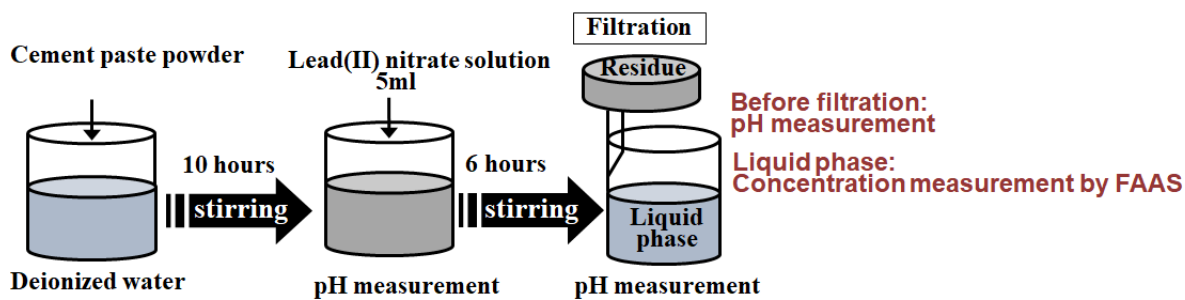 Cement paste powder
Deionized water
10 hours
stirring
Lead(II) nitrate solution
5ml
pH measurement
6 hours
stirring
Filtration
Residue
Liquid
phase
pH measurement
Before filtration:
pH measurement
Liquid phase:
Concentration measurement by FAAS